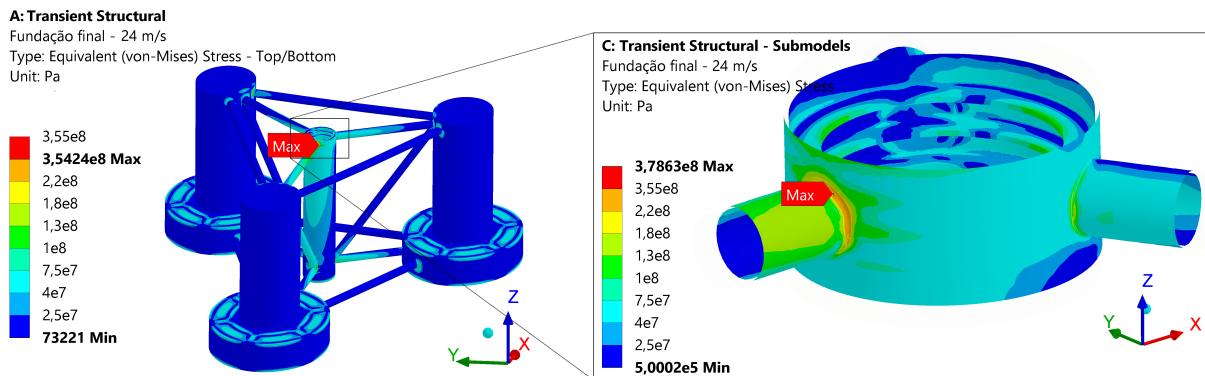 A: Transient Structural
Fundação final - 24 m/s
Type: Equivalent (von-Mises) Stress - Top/Bottom
Unit: Pa
3,55e8
3,5424e8 Max
2,2e8
1,8e8
1,3e8
1e8
7,5e7
4e7
2,5e7
73221 Min
Max
Z
Y
X
C: Transient Structural - Submodels
Fundação final - 24 m/s
Type: Equivalent (von-Mises) Stress
Unit: Pa
3,7863e8 Max
3,55e8
2,2e8
1,8e8
1,3e8
1e8
7,5e7
4e7
2,5e7
5,0002e5 Min
Max
Z
Y
X